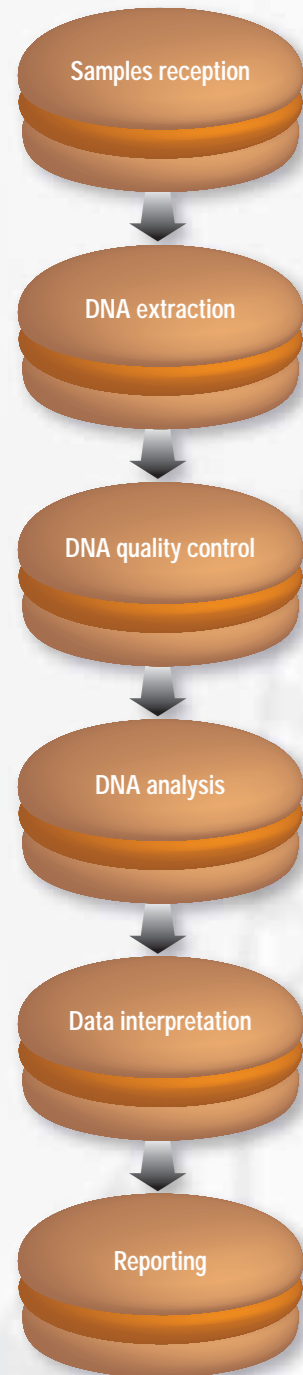 Samples reception
DNA extraction
DNA quality control
DNA analysis
Data interpretation
Reporting